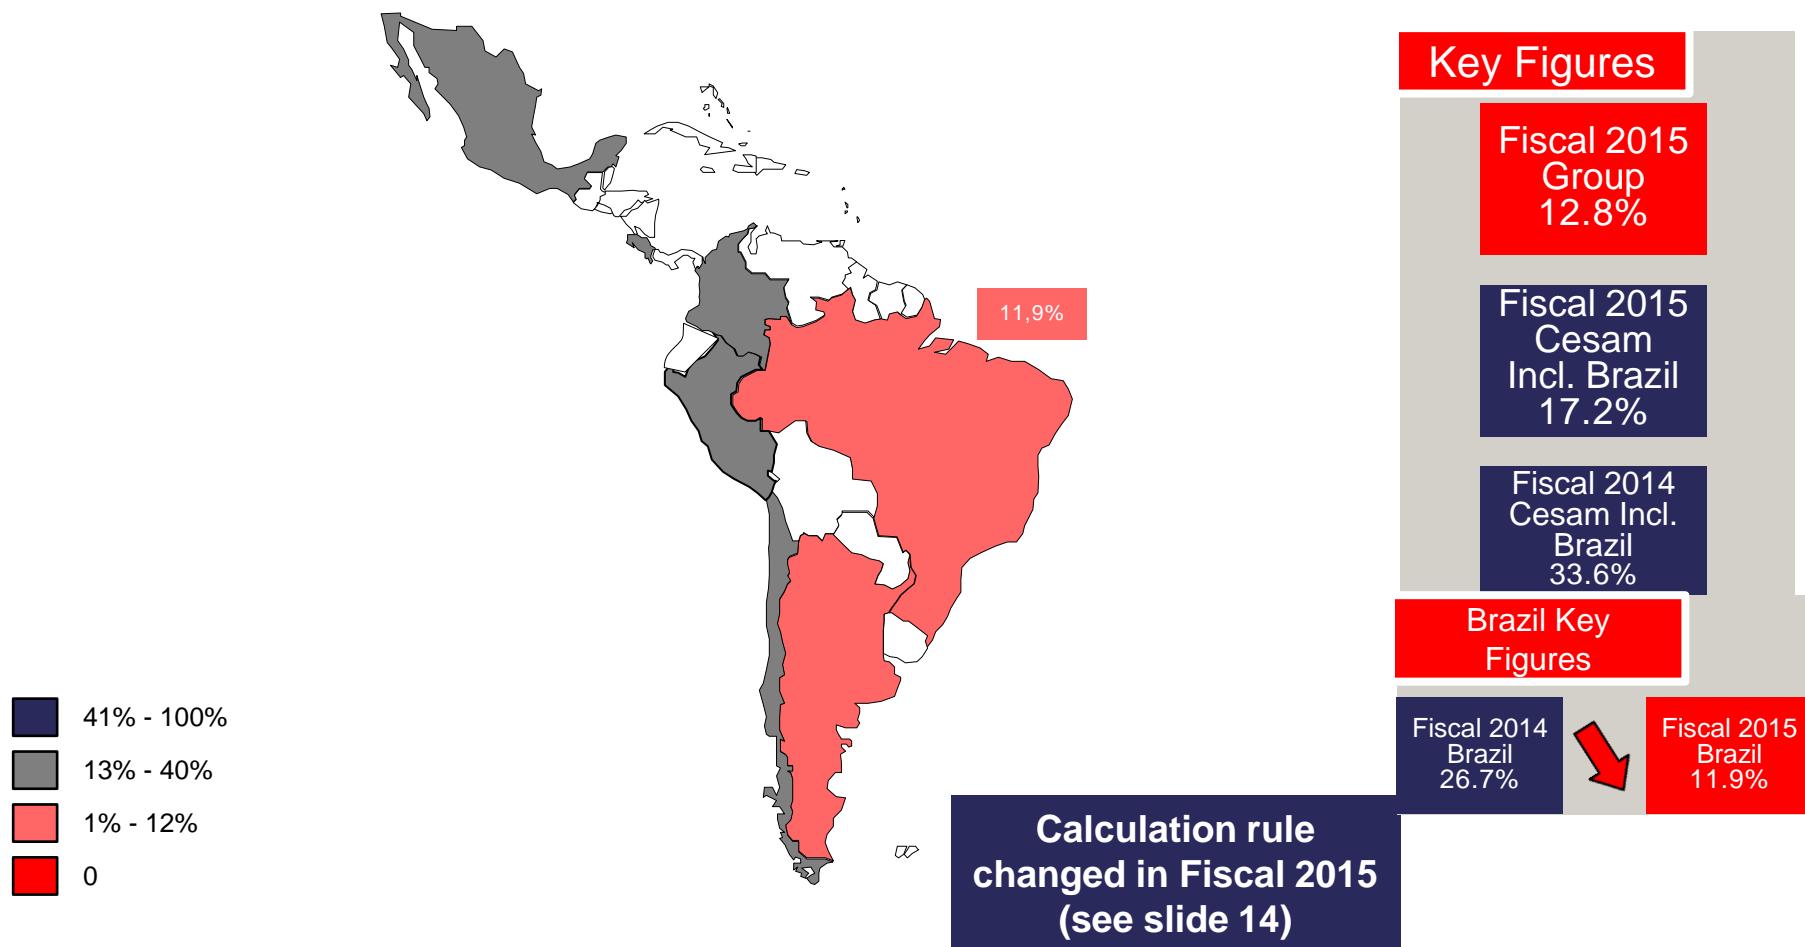 Key Figures
Fiscal 2015
Group
12.8%
Fiscal 2015
Cesam
Incl. Brazil
17.2%
Fiscal 2014
Cesam Incl.
Brazil
33.6%
Brazil Key
Figures
Fiscal 2014
Brazil
26.7%
Fiscal 2015
Brazil
11.9%
11,9%
41% - 100%
13% - 40%
1% - 12%
0
Calculation rule
changed in Fiscal 2015
(see slide 14)